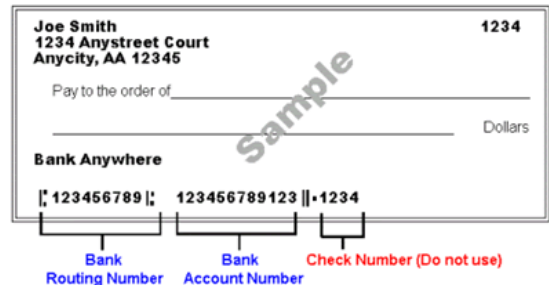 Joe Smith 1234
1234 Anystreet Court
Anycity, AA 12345
Pay to the order of
Sample
Dollars
Bank Anywhere
⑆123456789⑆ 123456789123⑈1234
Bank Routing Number
Bank Account Number
Check Number (Do not use)